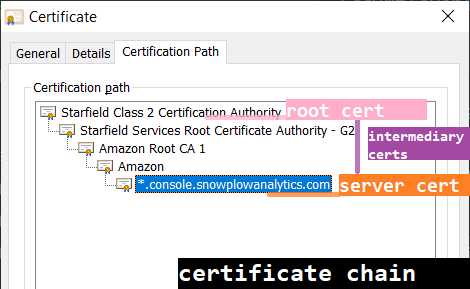 Certificate
General Details Certification Path
Certification path
Starfield Class 2 Certification Authority root cert
Starfield Services Root Certificate Authority - G2
intermediary
certs
Amazon Root CA 1
Amazon
*.console.snowplowanalytics.com server cert
certificate chain